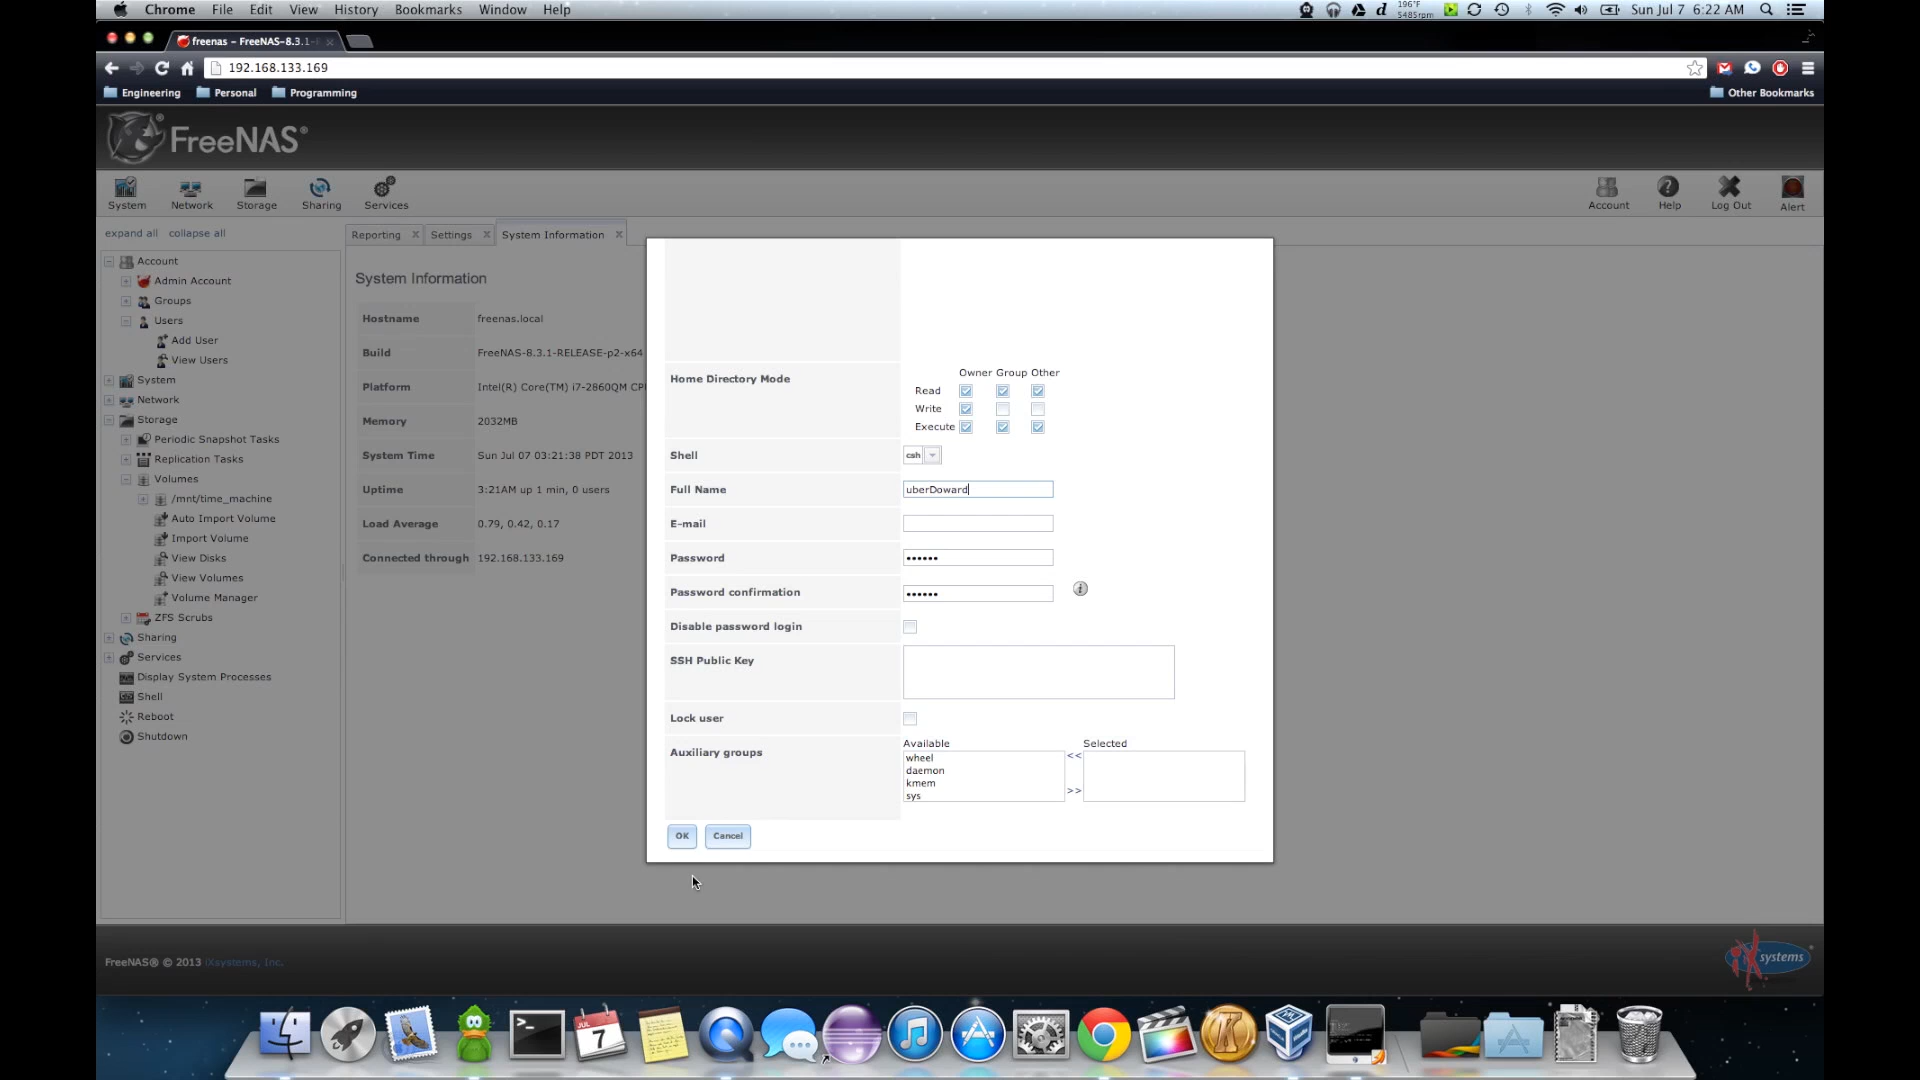 Chrome File Edit View History Bookmarks Window Help
196°F
5485rpm
Sun Jul 7 6:22 AM
freenas – FreeNAS-8.3.1-
192.168.133.169
Engineering Personal Programming Other Bookmarks
FreeNAS®
System Network Storage Sharing Services Account Help Log Out Alert
expand all collapse all
Reporting Settings System Information
Account
Admin Account
Groups
Users
Add User
View Users
System
Network
Storage
Periodic Snapshot Tasks
Replication Tasks
Volumes
/mnt/time_machine
Auto Import Volume
Import Volume
View Disks
View Volumes
Volume Manager
ZFS Scrubs
Sharing
Services
Display System Processes
Shell
Reboot
Shutdown
System Information
Hostname freenas.local
Build FreeNAS-8.3.1-RELEASE-p2-x64
Platform Intel(R) Core(TM) i7-2860QM CP
Memory 2032MB
System Time Sun Jul 07 03:21:38 PDT 2013
Uptime 3:21AM up 1 min, 0 users
Load Average 0.79, 0.42, 0.17
Connected through 192.168.133.169
Home Directory Mode
Owner Group Other
Read
Write
Execute
Shell csh
Full Name uberDoward
E-mail
Password ••••••
Password confirmation ••••••
Disable password login
SSH Public Key
Lock user
Auxiliary groups
Available Selected
wheel
daemon
kmem
sys
<<
>>
OK Cancel
FreeNAS® © 2013 iXsystems, Inc.
iXsystems
JUL
7